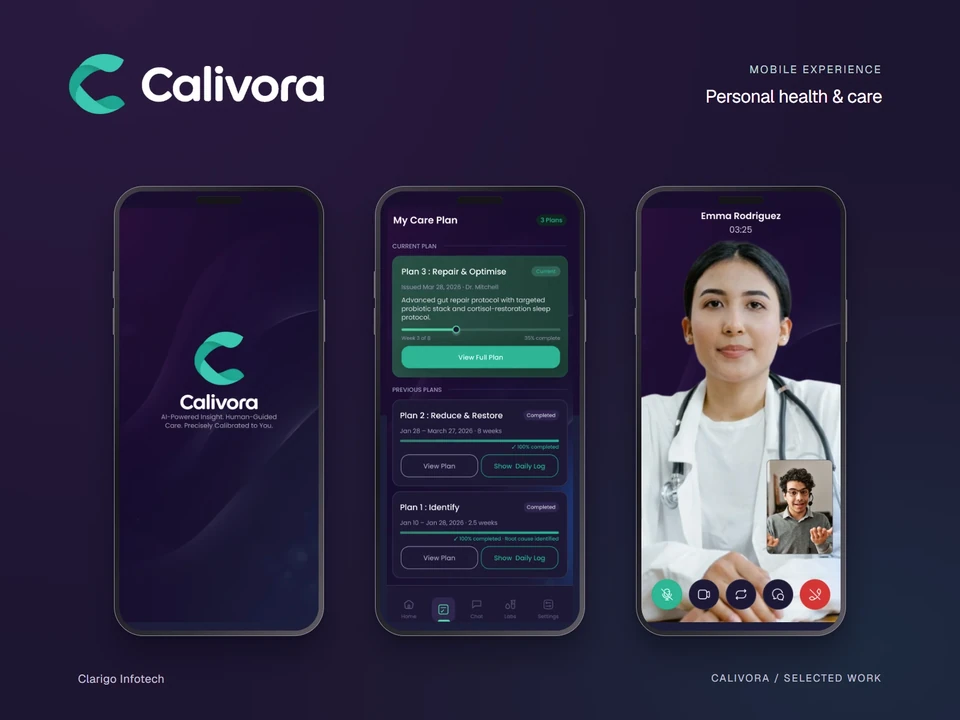 Calivora
MOBILE EXPERIENCE
Personal health & care
Calivora
AI-Powered Insight. Human-Guided
Care. Precisely Calibrated to You.
My Care Plan
3 Plans
CURRENT PLAN
Plan 3 : Repair & Optimise
Current
Issued Mar 28, 2026 · Dr. Mitchell
Advanced gut repair protocol with targeted
probiotic stack and cortisol-restoration sleep
protocol.
Week 3 of 8
35% complete
View Full Plan
PREVIOUS PLANS
Plan 2 : Reduce & Restore
Completed
Jan 28 – March 27, 2026 · 8 weeks
✓ 100% completed
View Plan
Show Daily Log
Plan 1 : Identify
Completed
Jan 10 – Jan 28, 2026 · 2.5 weeks
✓ 100% completed · Root cause identified
View Plan
Show Daily Log
Home
Chat
Labs
Settings
Emma Rodriguez
03:25
Clarigo Infotech
CALIVORA / SELECTED WORK